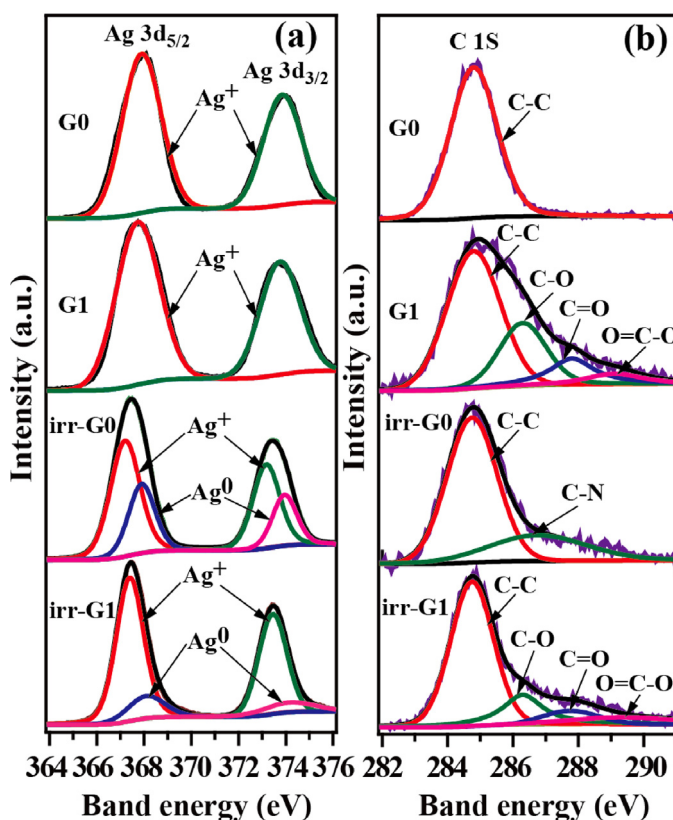 (a)
Ag 3d5/2
Ag 3d3/2
G0
Ag+
G1
Ag+
irr-G0
Ag+
Ag0
irr-G1
Ag+
Ag0
Intensity (a.u.)
364 366 368 370 372 374 376
Band energy (eV)
(b)
C 1S
G0
C-C
G1
C-C
C-O
C=O
O=C-O
irr-G0
C-C
C-N
irr-G1
C-C
C-O
C=O
O=C-O
Intensity (a.u.)
282 284 286 288 290
Band energy (eV)